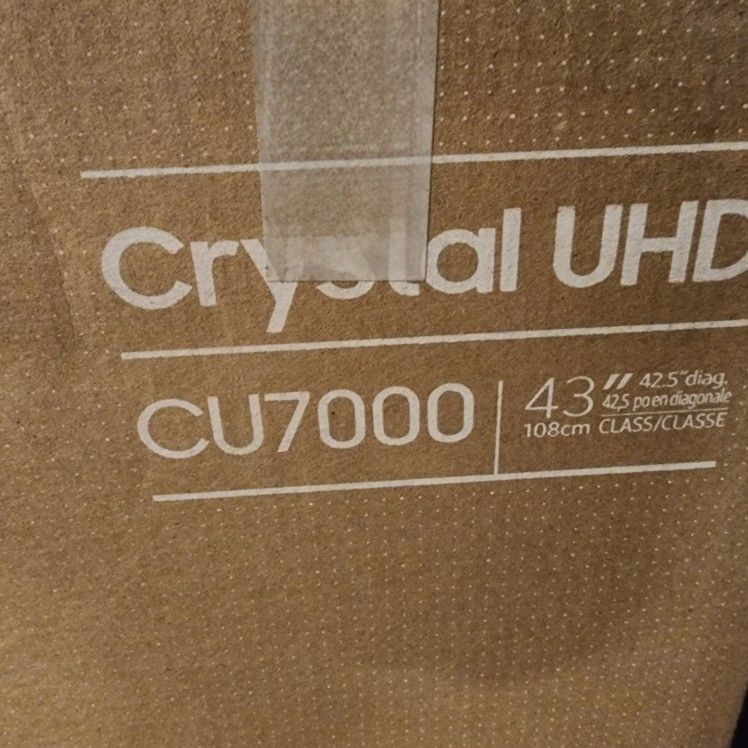 Crystal UHD
CU7000
43" 42.5" diag.
42,5 po en diagonale
108cm CLASS/CLASSE